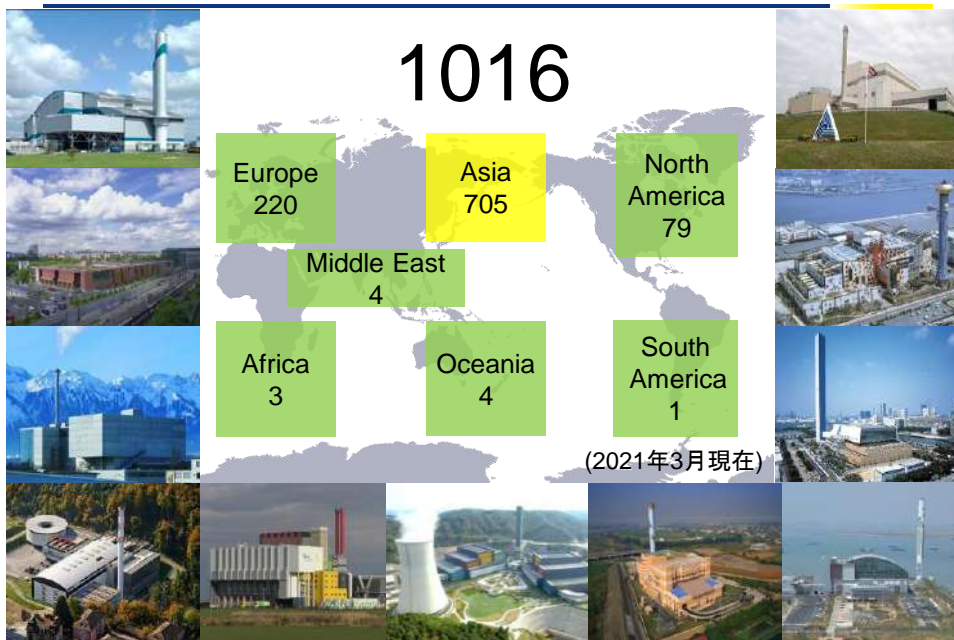 1016
Europe
220
Asia
705
North
America
79
Middle East
4
Africa
3
Oceania
4
South
America
1
(2021年3月現在)